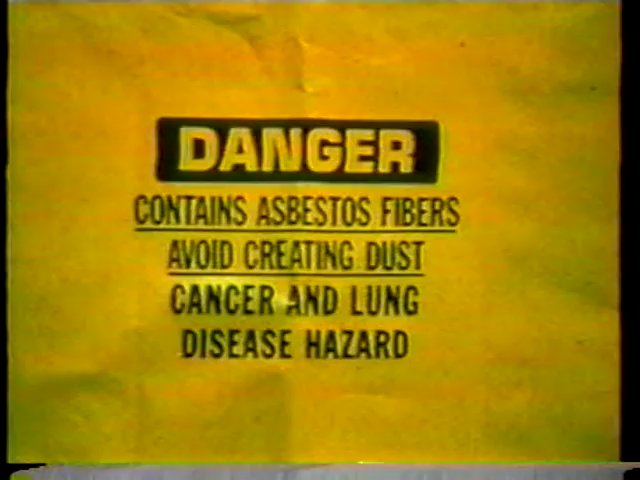 DANGER
CONTAINS ASBESTOS FIBERS
AVOID CREATING DUST
CANCER AND LUNG
DISEASE HAZARD